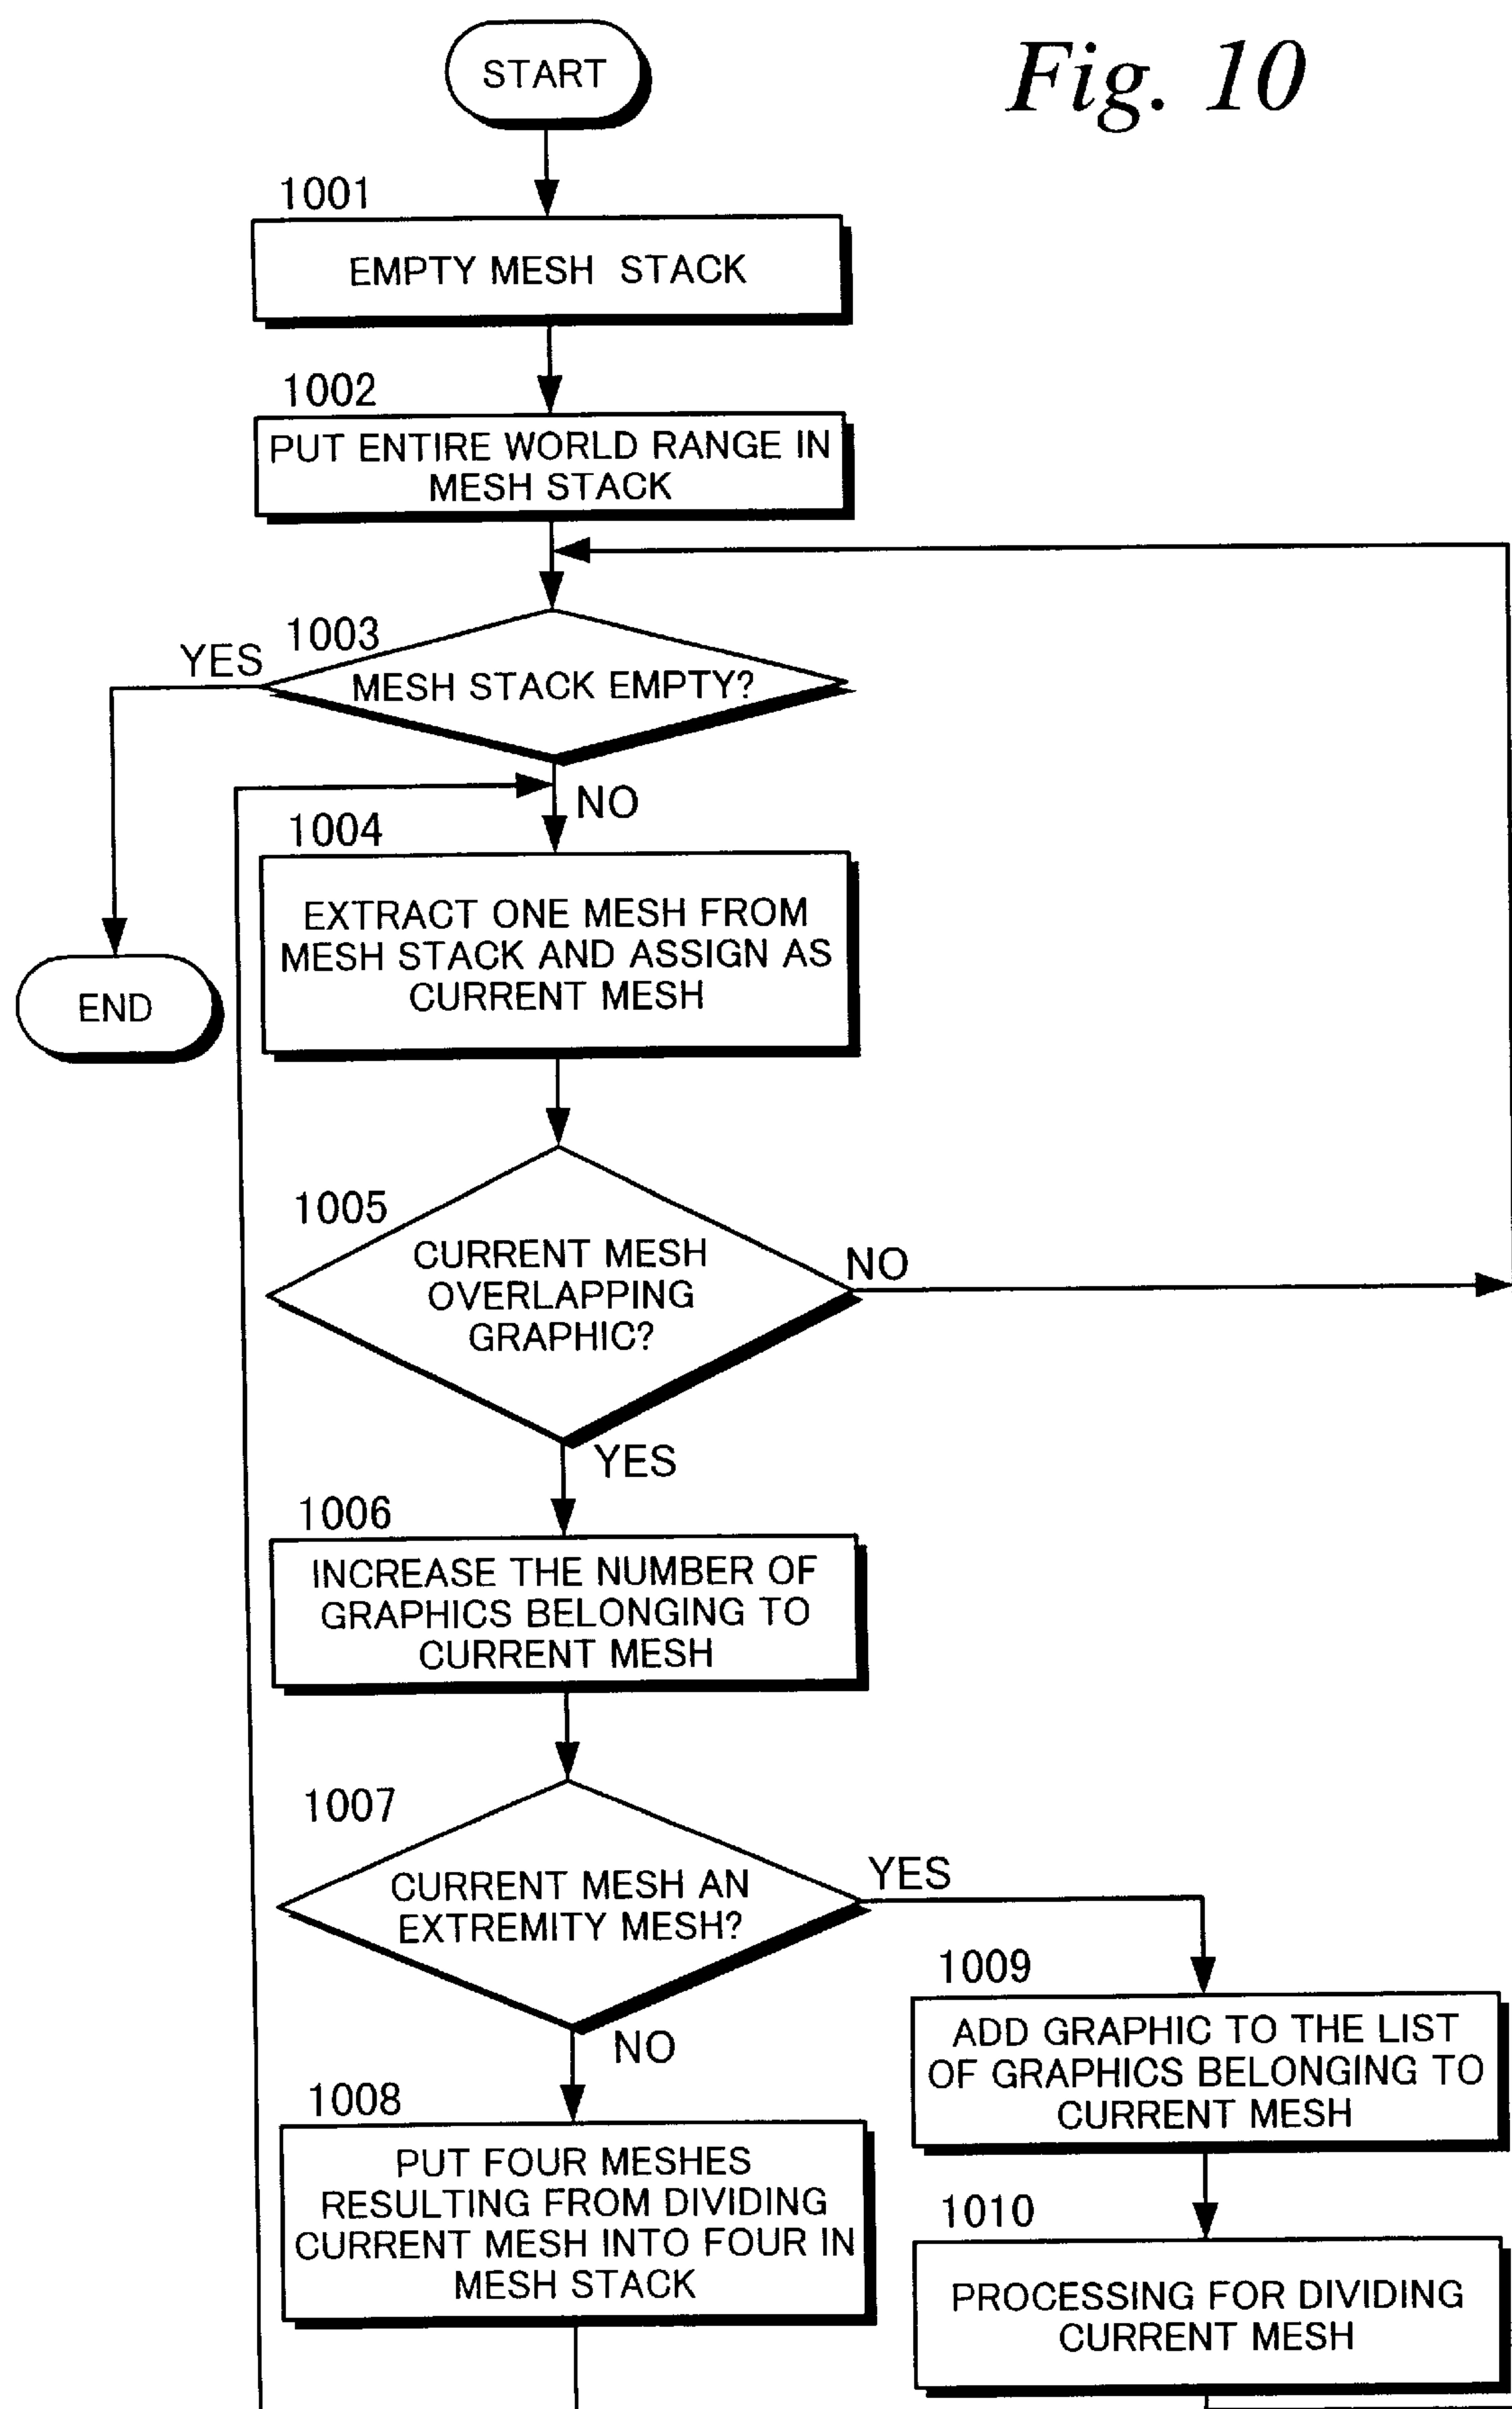 START
Fig. 10
1001
EMPTY MESH STACK
1002
PUT ENTIRE WORLD RANGE IN
MESH STACK
1003
YES
MESH STACK EMPTY?
NO
1004
EXTRACT ONE MESH FROM
MESH STACK AND ASSIGN AS
CURRENT MESH
END
1005
CURRENT MESH
OVERLAPPING
GRAPHIC?
NO
YES
1006
INCREASE THE NUMBER OF
GRAPHICS BELONGING TO
CURRENT MESH
1007
CURRENT MESH AN
EXTREMITY MESH?
YES
NO
1009
ADD GRAPHIC TO THE LIST
OF GRAPHICS BELONGING TO
CURRENT MESH
1008
PUT FOUR MESHES
RESULTING FROM DIVIDING
CURRENT MESH INTO FOUR IN
MESH STACK
1010
PROCESSING FOR DIVIDING
CURRENT MESH